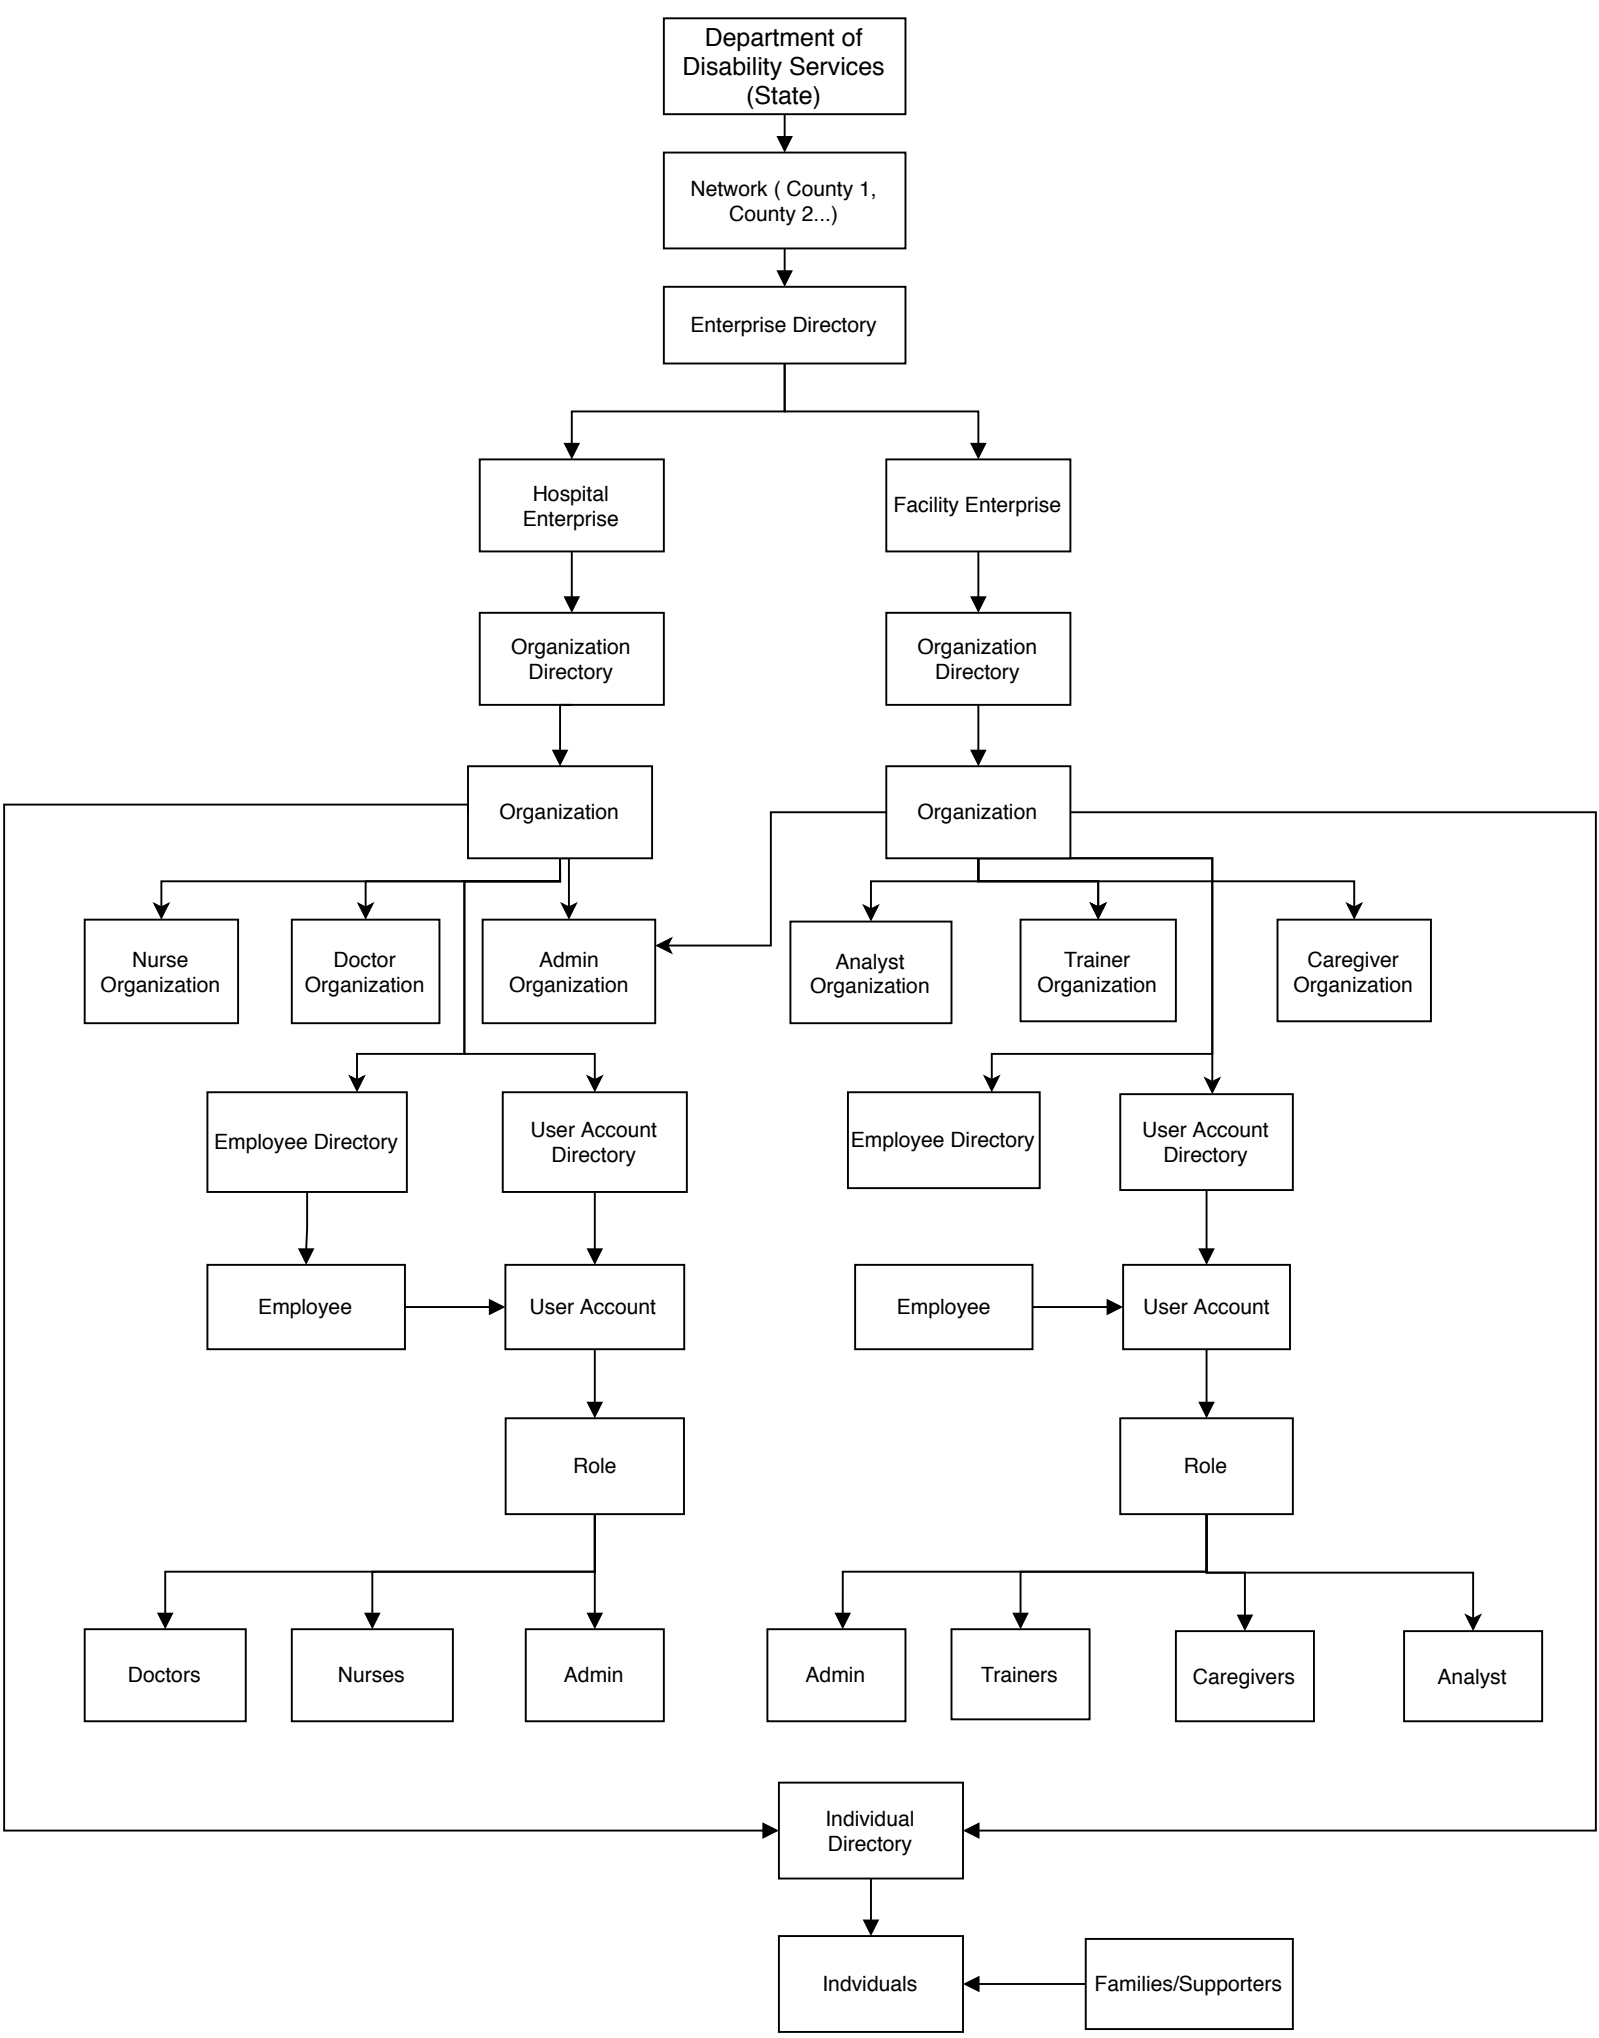 Department of
Disability Services
(State)
Network ( County 1,
County 2...)
Enterprise Directory
Hospital
Enterprise
Facility Enterprise
Organization
Directory
Organization
Directory
Organization
Organization
Nurse
Organization
Doctor
Organization
Admin
Organization
Analyst
Organization
Trainer
Organization
Caregiver
Organization
Employee Directory
User Account
Directory
Employee Directory
User Account
Directory
Employee
User Account
Employee
User Account
Role
Role
Doctors
Nurses
Admin
Admin
Trainers
Caregivers
Analyst
Individual
Directory
Indviduals
Families/Supporters